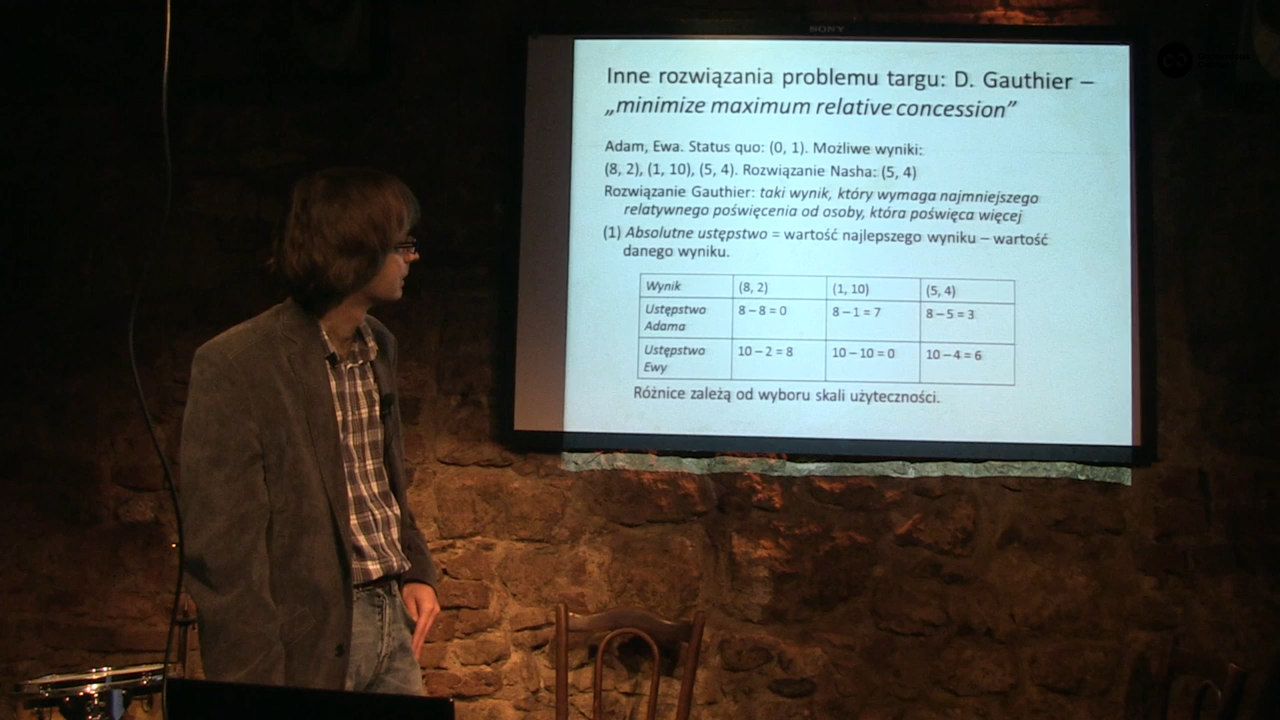 SONY
Inne rozwiązania problemu targu: D. Gauthier –
„minimize maximum relative concession”
Adam, Ewa. Status quo: (0, 1). Możliwe wyniki:
(8, 2), (1, 10), (5, 4). Rozwiązanie Nasha: (5, 4)
Rozwiązanie Gauthier: taki wynik, który wymaga najmniejszego
relatywnego poświęcenia od osoby, która poświęca więcej
(1) Absolutne ustępstwo = wartość najlepszego wyniku – wartość
danego wyniku.
Wynik (8, 2) (1, 10) (5, 4)
Ustępstwo Adama 8 – 8 = 0 8 – 1 = 7 8 – 5 = 3
Ustępstwo Ewy 10 – 2 = 8 10 – 10 = 0 10 – 4 = 6
Różnice zależą od wyboru skali użyteczności.